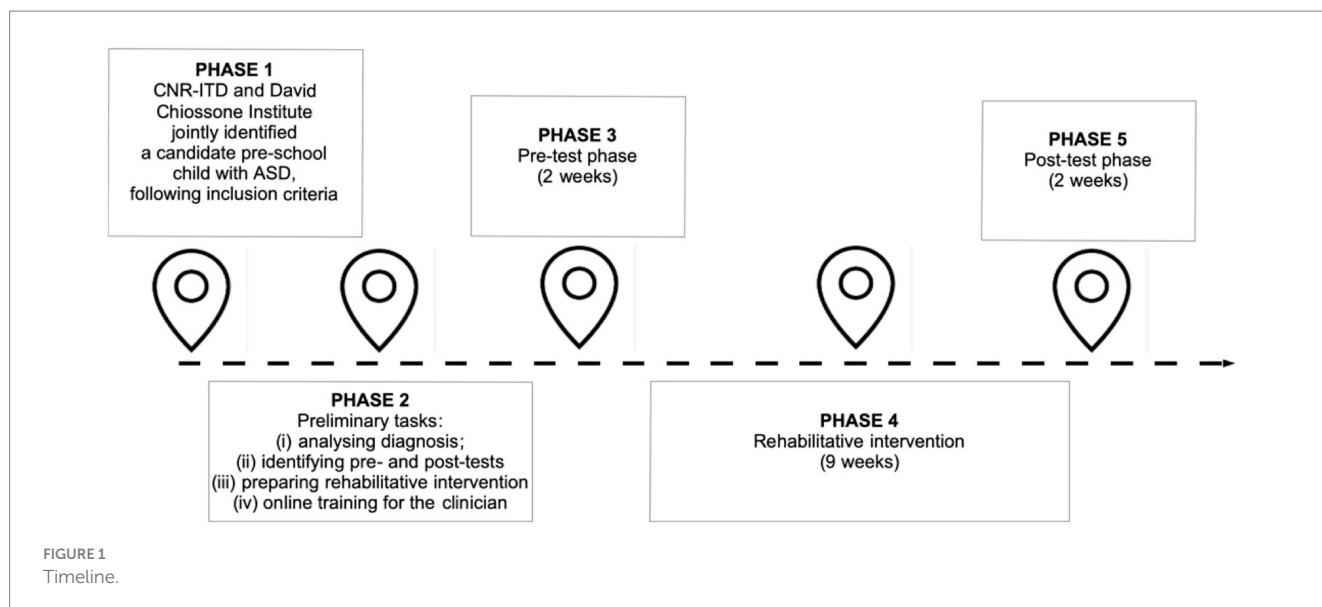 PHASE 1
CNR-ITD and David
Chiossone Institute
jointly identified
a candidate pre-school
child with ASD,
following inclusion criteria
PHASE 2
Preliminary tasks:
(i) analysing diagnosis;
(ii) identifying pre- and post-tests
(iii) preparing rehabilitative intervention
(iv) online training for the clinician
PHASE 3
Pre-test phase
(2 weeks)
PHASE 4
Rehabilitative intervention
(9 weeks)
PHASE 5
Post-test phase
(2 weeks)
FIGURE 1
Timeline.